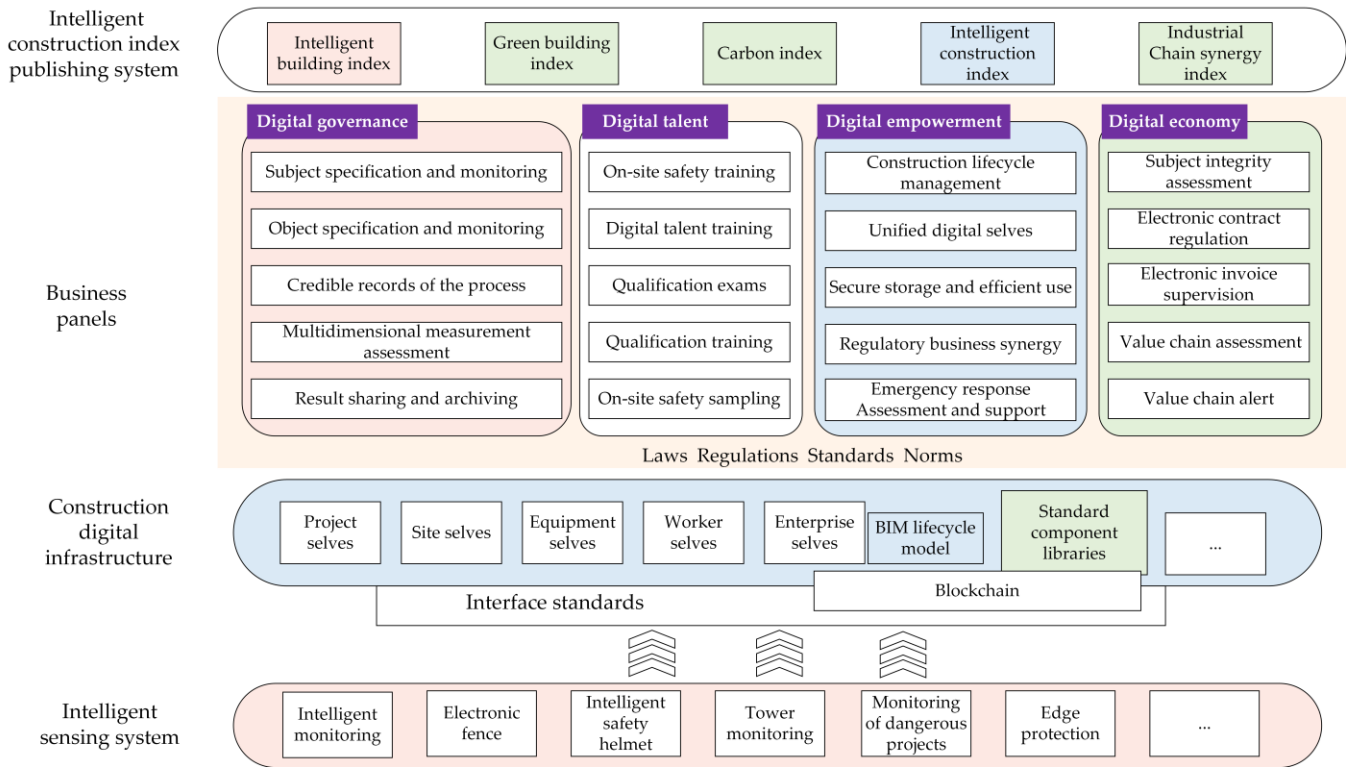 Intelligent
construction index
publishing system
Intelligent
building index
Green building
index
Carbon index
Intelligent
construction
index
Industrial
Chain synergy
index
Business
panels
Digital governance
Subject specification and monitoring
Object specification and monitoring
Credible records of the process
Multidimensional measurement
assessment
Result sharing and archiving
Digital talent
On-site safety training
Digital talent training
Qualification exams
Qualification training
On-site safety sampling
Digital empowerment
Construction lifecycle
management
Unified digital selves
Secure storage and efficient use
Regulatory business synergy
Emergency response
Assessment and support
Digital economy
Subject integrity
assessment
Electronic contract
regulation
Electronic invoice
supervision
Value chain assessment
Value chain alert
Laws Regulations Standards Norms
Construction
digital
infrastructure
Project
selves
Site selves
Equipment
selves
Worker
selves
Enterprise
selves
BIM lifecycle
model
Standard
component
libraries
...
Blockchain
Interface standards
Intelligent
sensing system
Intelligent
monitoring
Electronic
fence
Intelligent
safety
helmet
Tower
monitoring
Monitoring
of dangerous
projects
Edge
protection
...